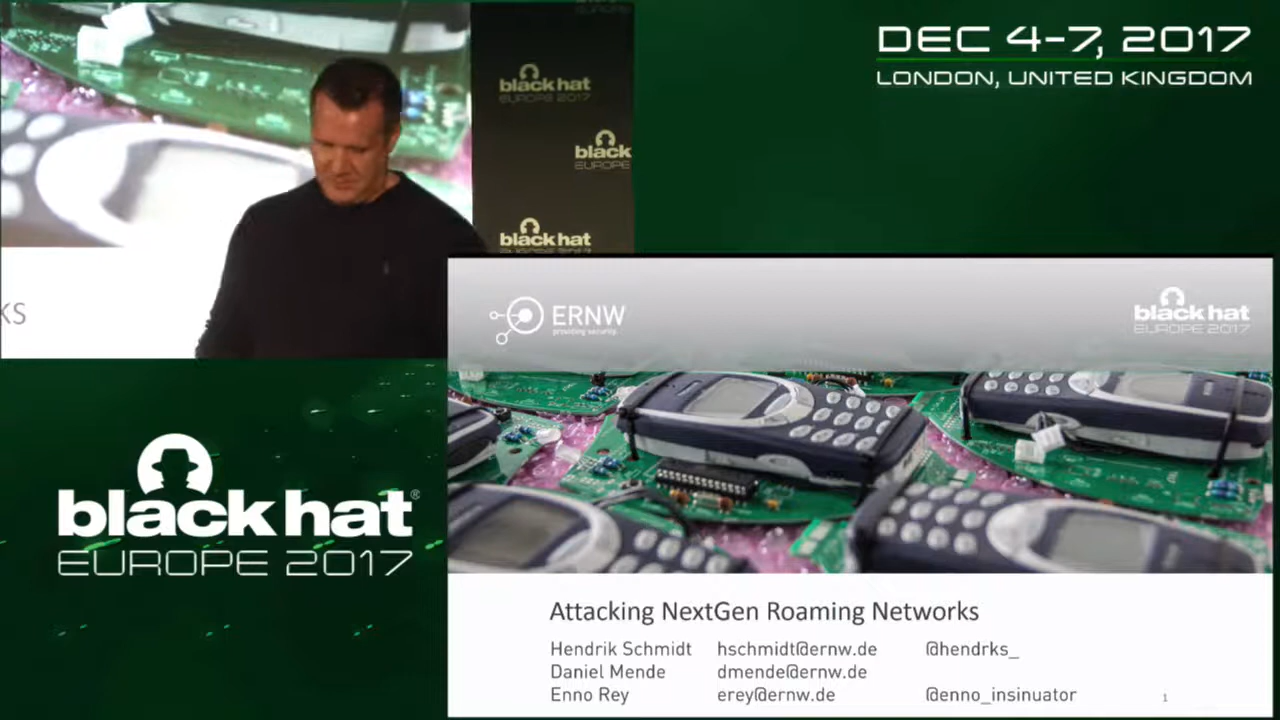 DEC 4-7, 2017
LONDON, UNITED KINGDOM
black hat
EUROPE 2017
black
EUROPE
black hat
KS
ERNW
providing security.
black hat
EUROPE 2017
black hat®
EUROPE 2017
Attacking NextGen Roaming Networks
Hendrik Schmidt hschmidt@ernw.de @hendrks_
Daniel Mende dmende@ernw.de
Enno Rey erey@ernw.de @enno_insinuator
1